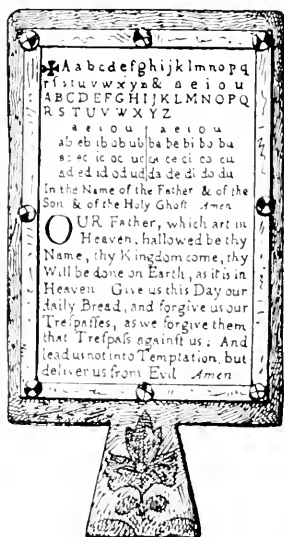 ✠Aabcdefghijklmnopq
rſstuvwxyz& aeiou
ABCDEFGHIJKLMNOPQ
RSTUVWXYZ
a e i o u | a e i o u
ab eb ib ob ub | ba be bi bo bu
ac ec ic oc uc | ca ce ci co cu
ad ed id od ud | da de di do du
In the Name of the Father & of the
Son & of the Holy Ghoſt Amen
OUR Father, which art in
Heaven, hallowed be thy
Name, thy Kingdom come, thy
Will be done on Earth, as it is in
Heaven Give us this Day our
daily Bread, and forgive us our
Treſpaſſes, as we forgive them
that Treſpaſs againſt us; And
lead us not into Temptation, but
deliver us from Evil Amen